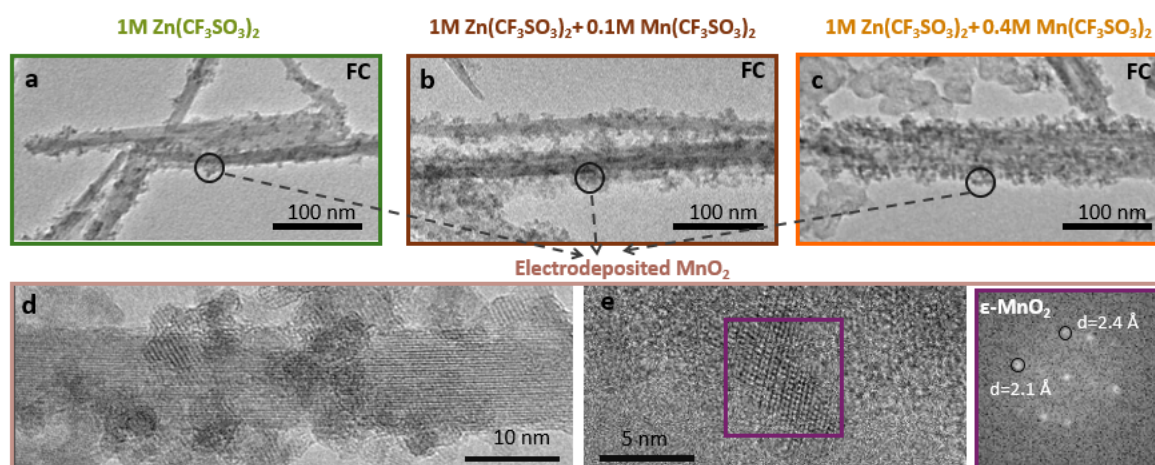 1M Zn(CF₃SO₃)₂
1M Zn(CF₃SO₃)₂+ 0.1M Mn(CF₃SO₃)₂
1M Zn(CF₃SO₃)₂+ 0.4M Mn(CF₃SO₃)₂
a
FC
100 nm
b
FC
100 nm
c
FC
100 nm
Electrodeposited MnO₂
d
10 nm
e
5 nm
ε-MnO₂
d=2.4 Å
d=2.1 Å